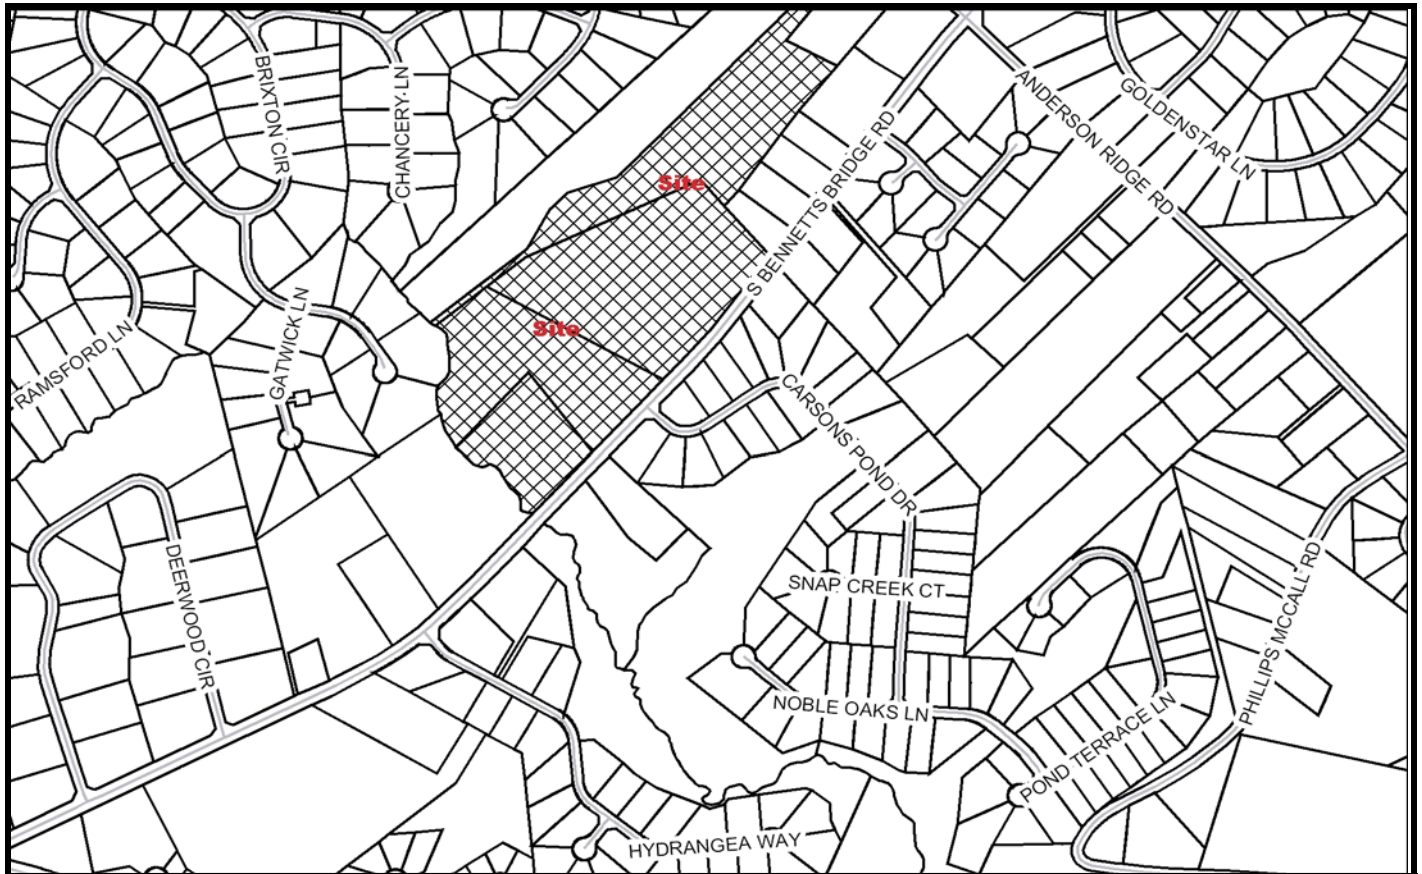 BRIXTON CIR
CHANCERY LN
ANDERSON RIDGE RD
GOLDENSTAR LN
Site
S BENNETTS BRIDGE RD
RAMSFORD LN
GATWICK LN
Site
CARSONS POND DR
DEERWOOD CIR
SNAP CREEK CT
PHILLIPS MCCALL RD
NOBLE OAKS LN
POND TERRACE LN
HYDRANGEA WAY